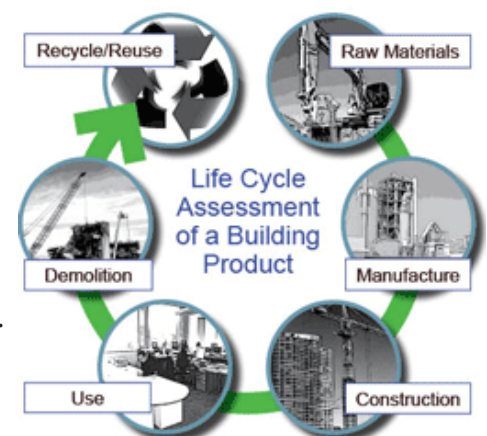 Recycle/Reuse
Raw Materials
Life Cycle
Assessment
of a Building
Product
Demolition
Manufacture
Use
Construction